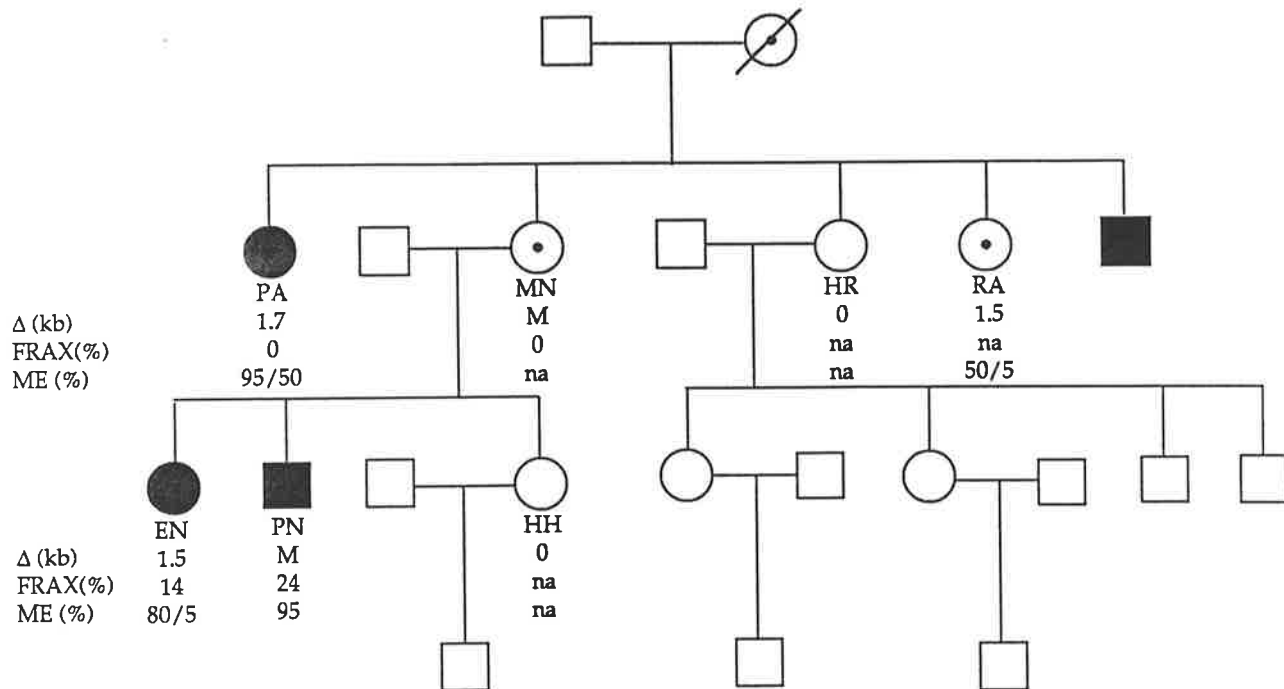 PA MN HR RA
Δ (kb) 1.7 M 0 1.5
FRAX(%) 0 0 na na
ME (%) 95/50 na na 50/5
EN PN HH
Δ (kb) 1.5 M 0
FRAX(%) 14 24 na
ME (%) 80/5 95 na